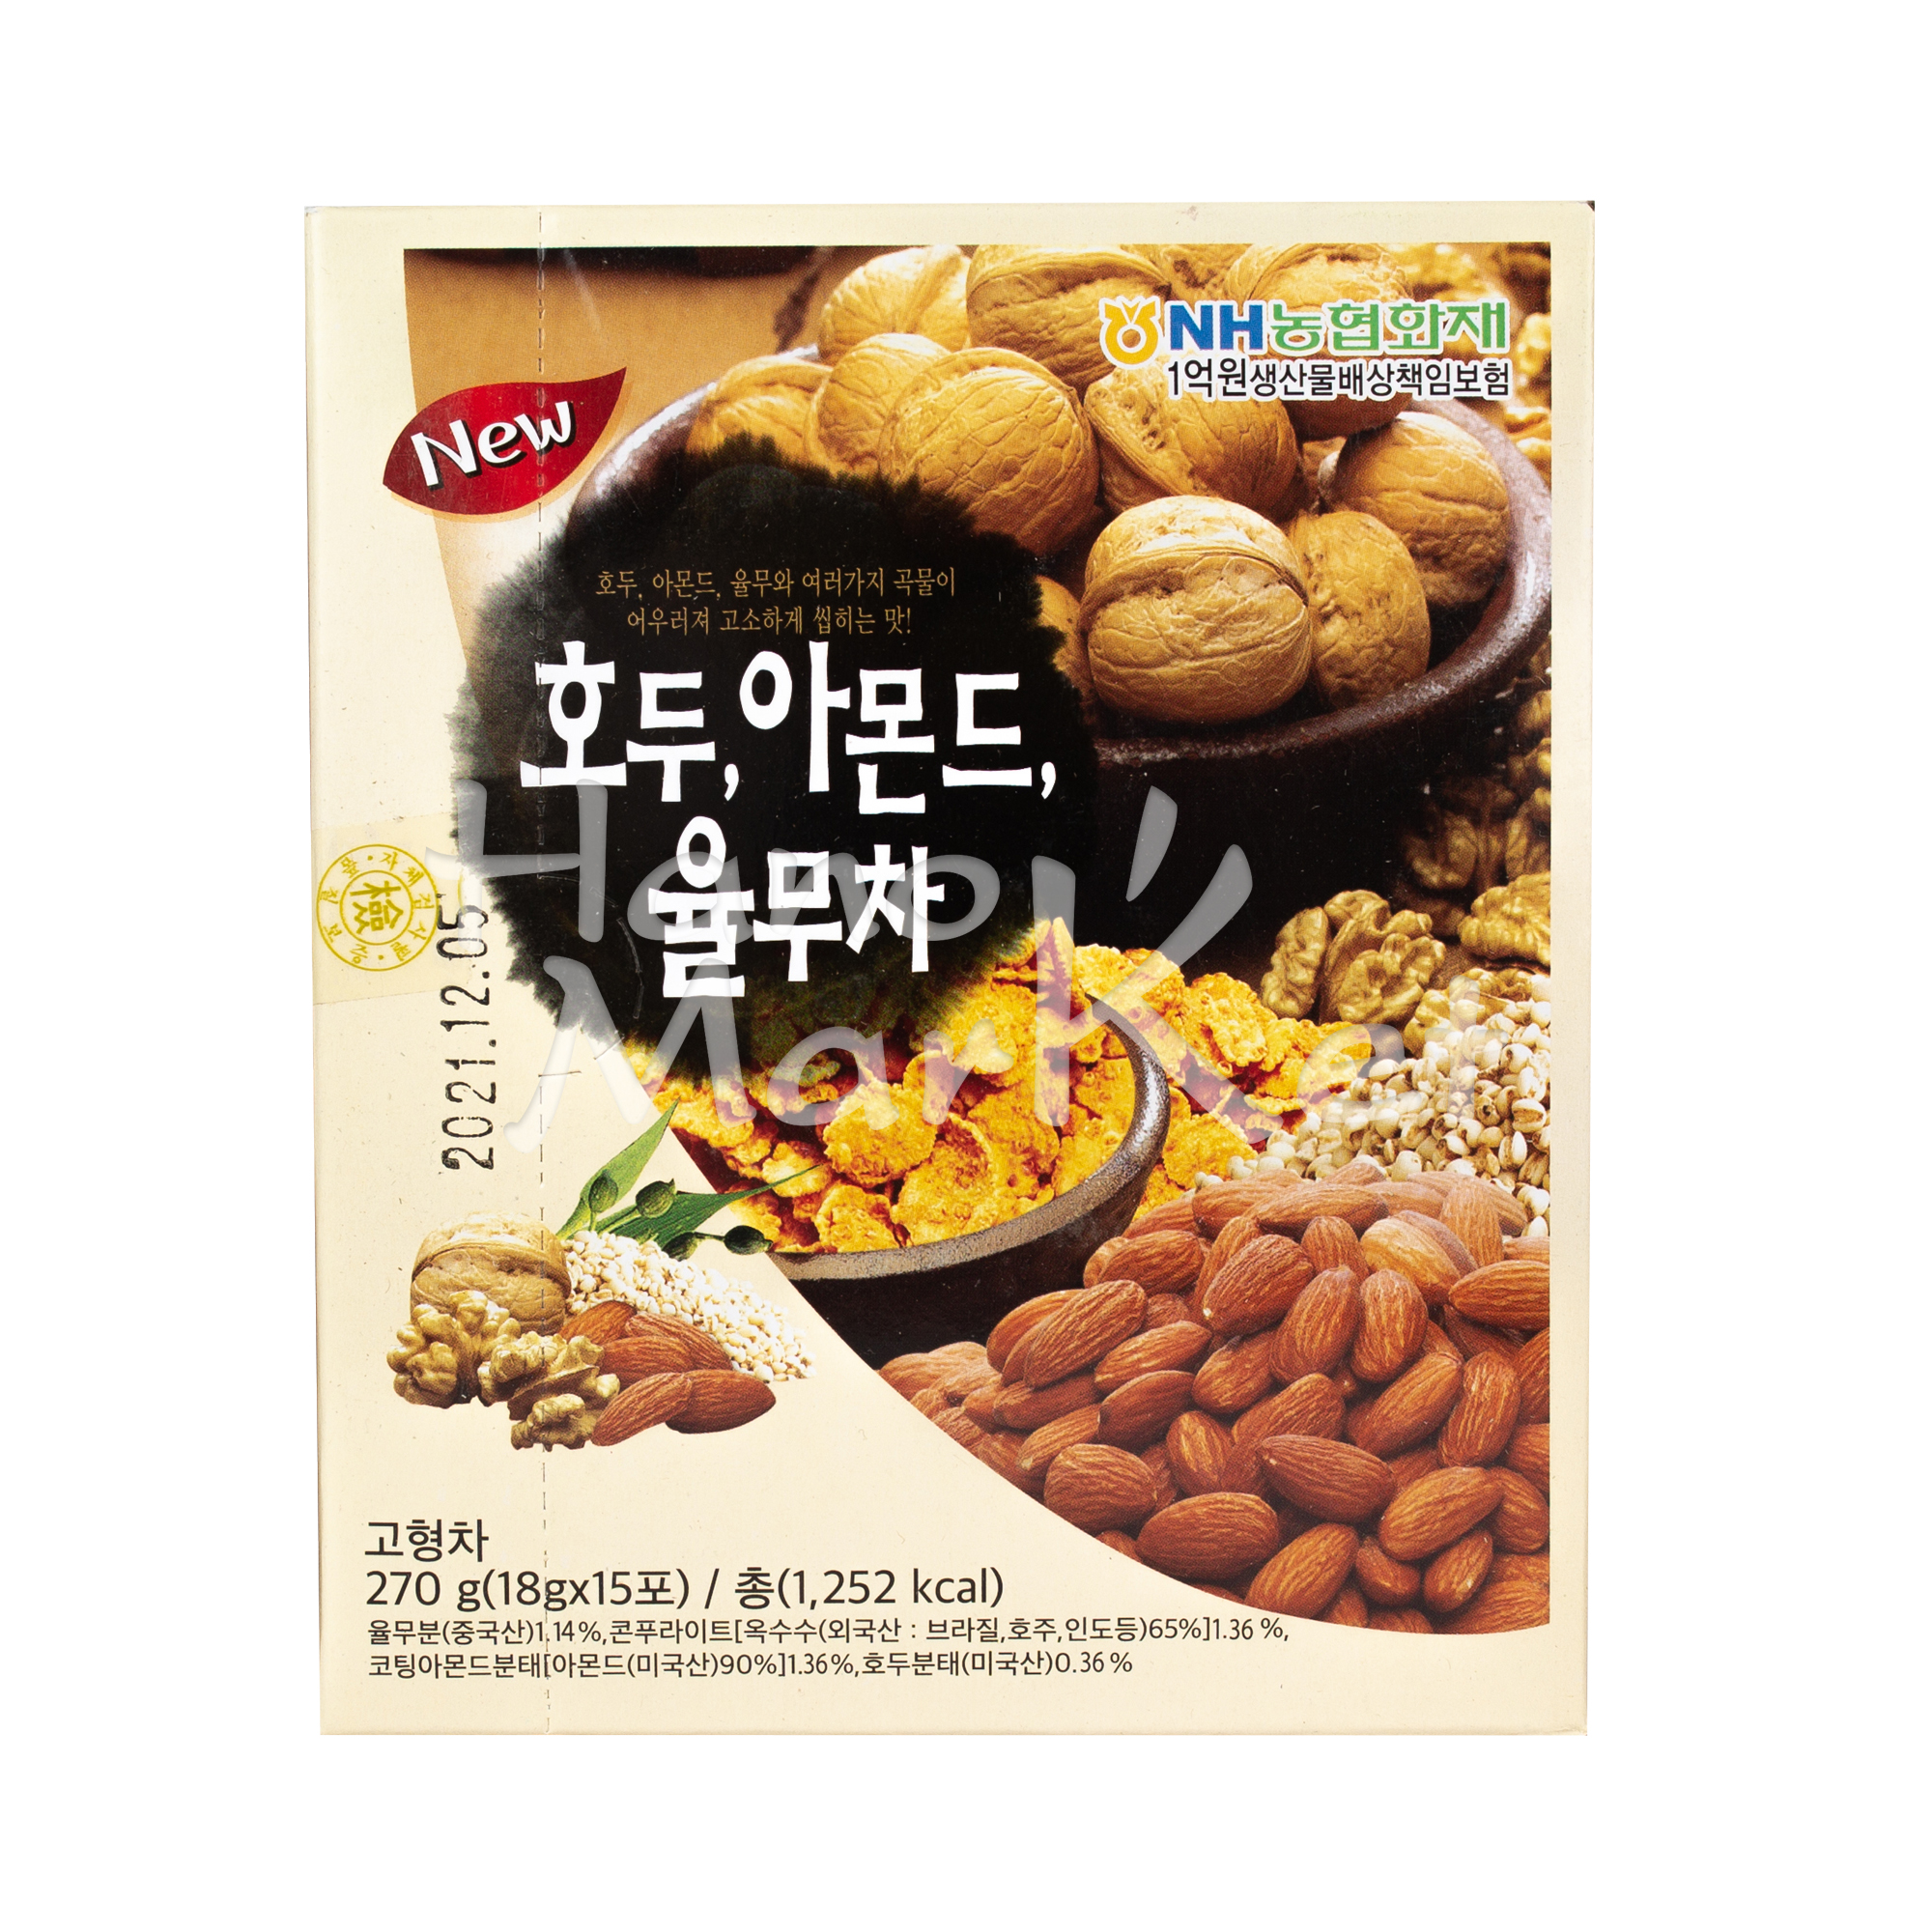 NH농협화재
1억원생산물배상책임보험
New
호두, 아몬드, 율무와 여러가지 곡물이
어우러져 고소하게 씹히는 맛!
호두, 아몬드,
율무차
Hano
Market
檢
2021.12.05
고형차
270 g(18gx15포) / 총(1,252 kcal)
율무분(중국산)1.14%,콘푸라이트[옥수수(외국산 : 브라질,호주,인도등)65%]1.36 %,
코팅아몬드분태[아몬드(미국산)90%]1.36%,호두분태(미국산)0.36%